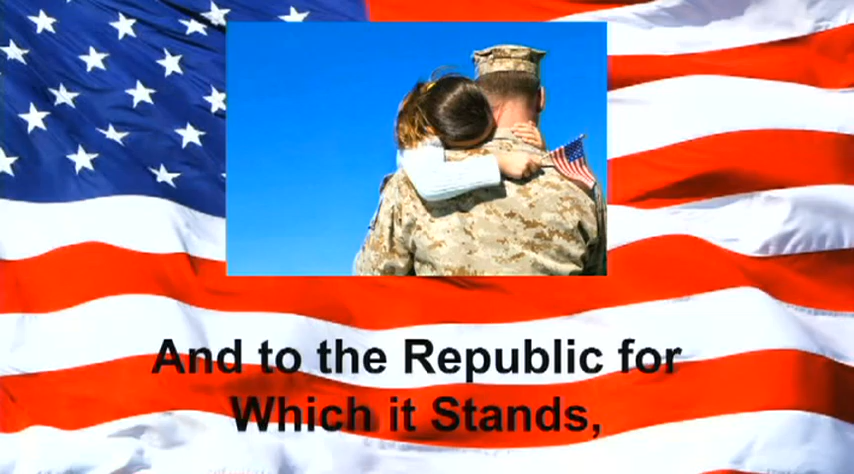 And to the Republic for
Which it Stands,